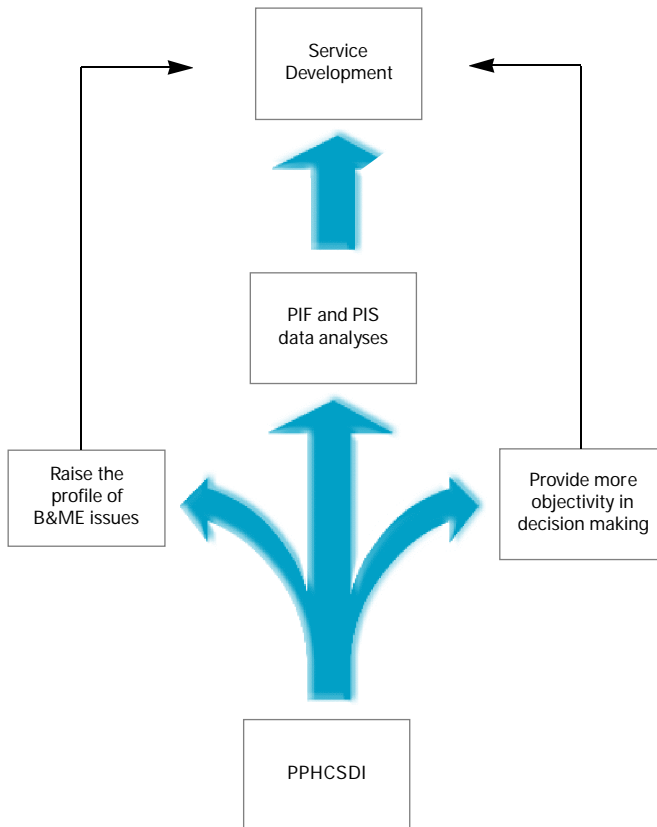 Service
Development
PIF and PIS
data analyses
Raise the
profile of
B&ME issues
Provide more
objectivity in
decision making
PPHCSDI